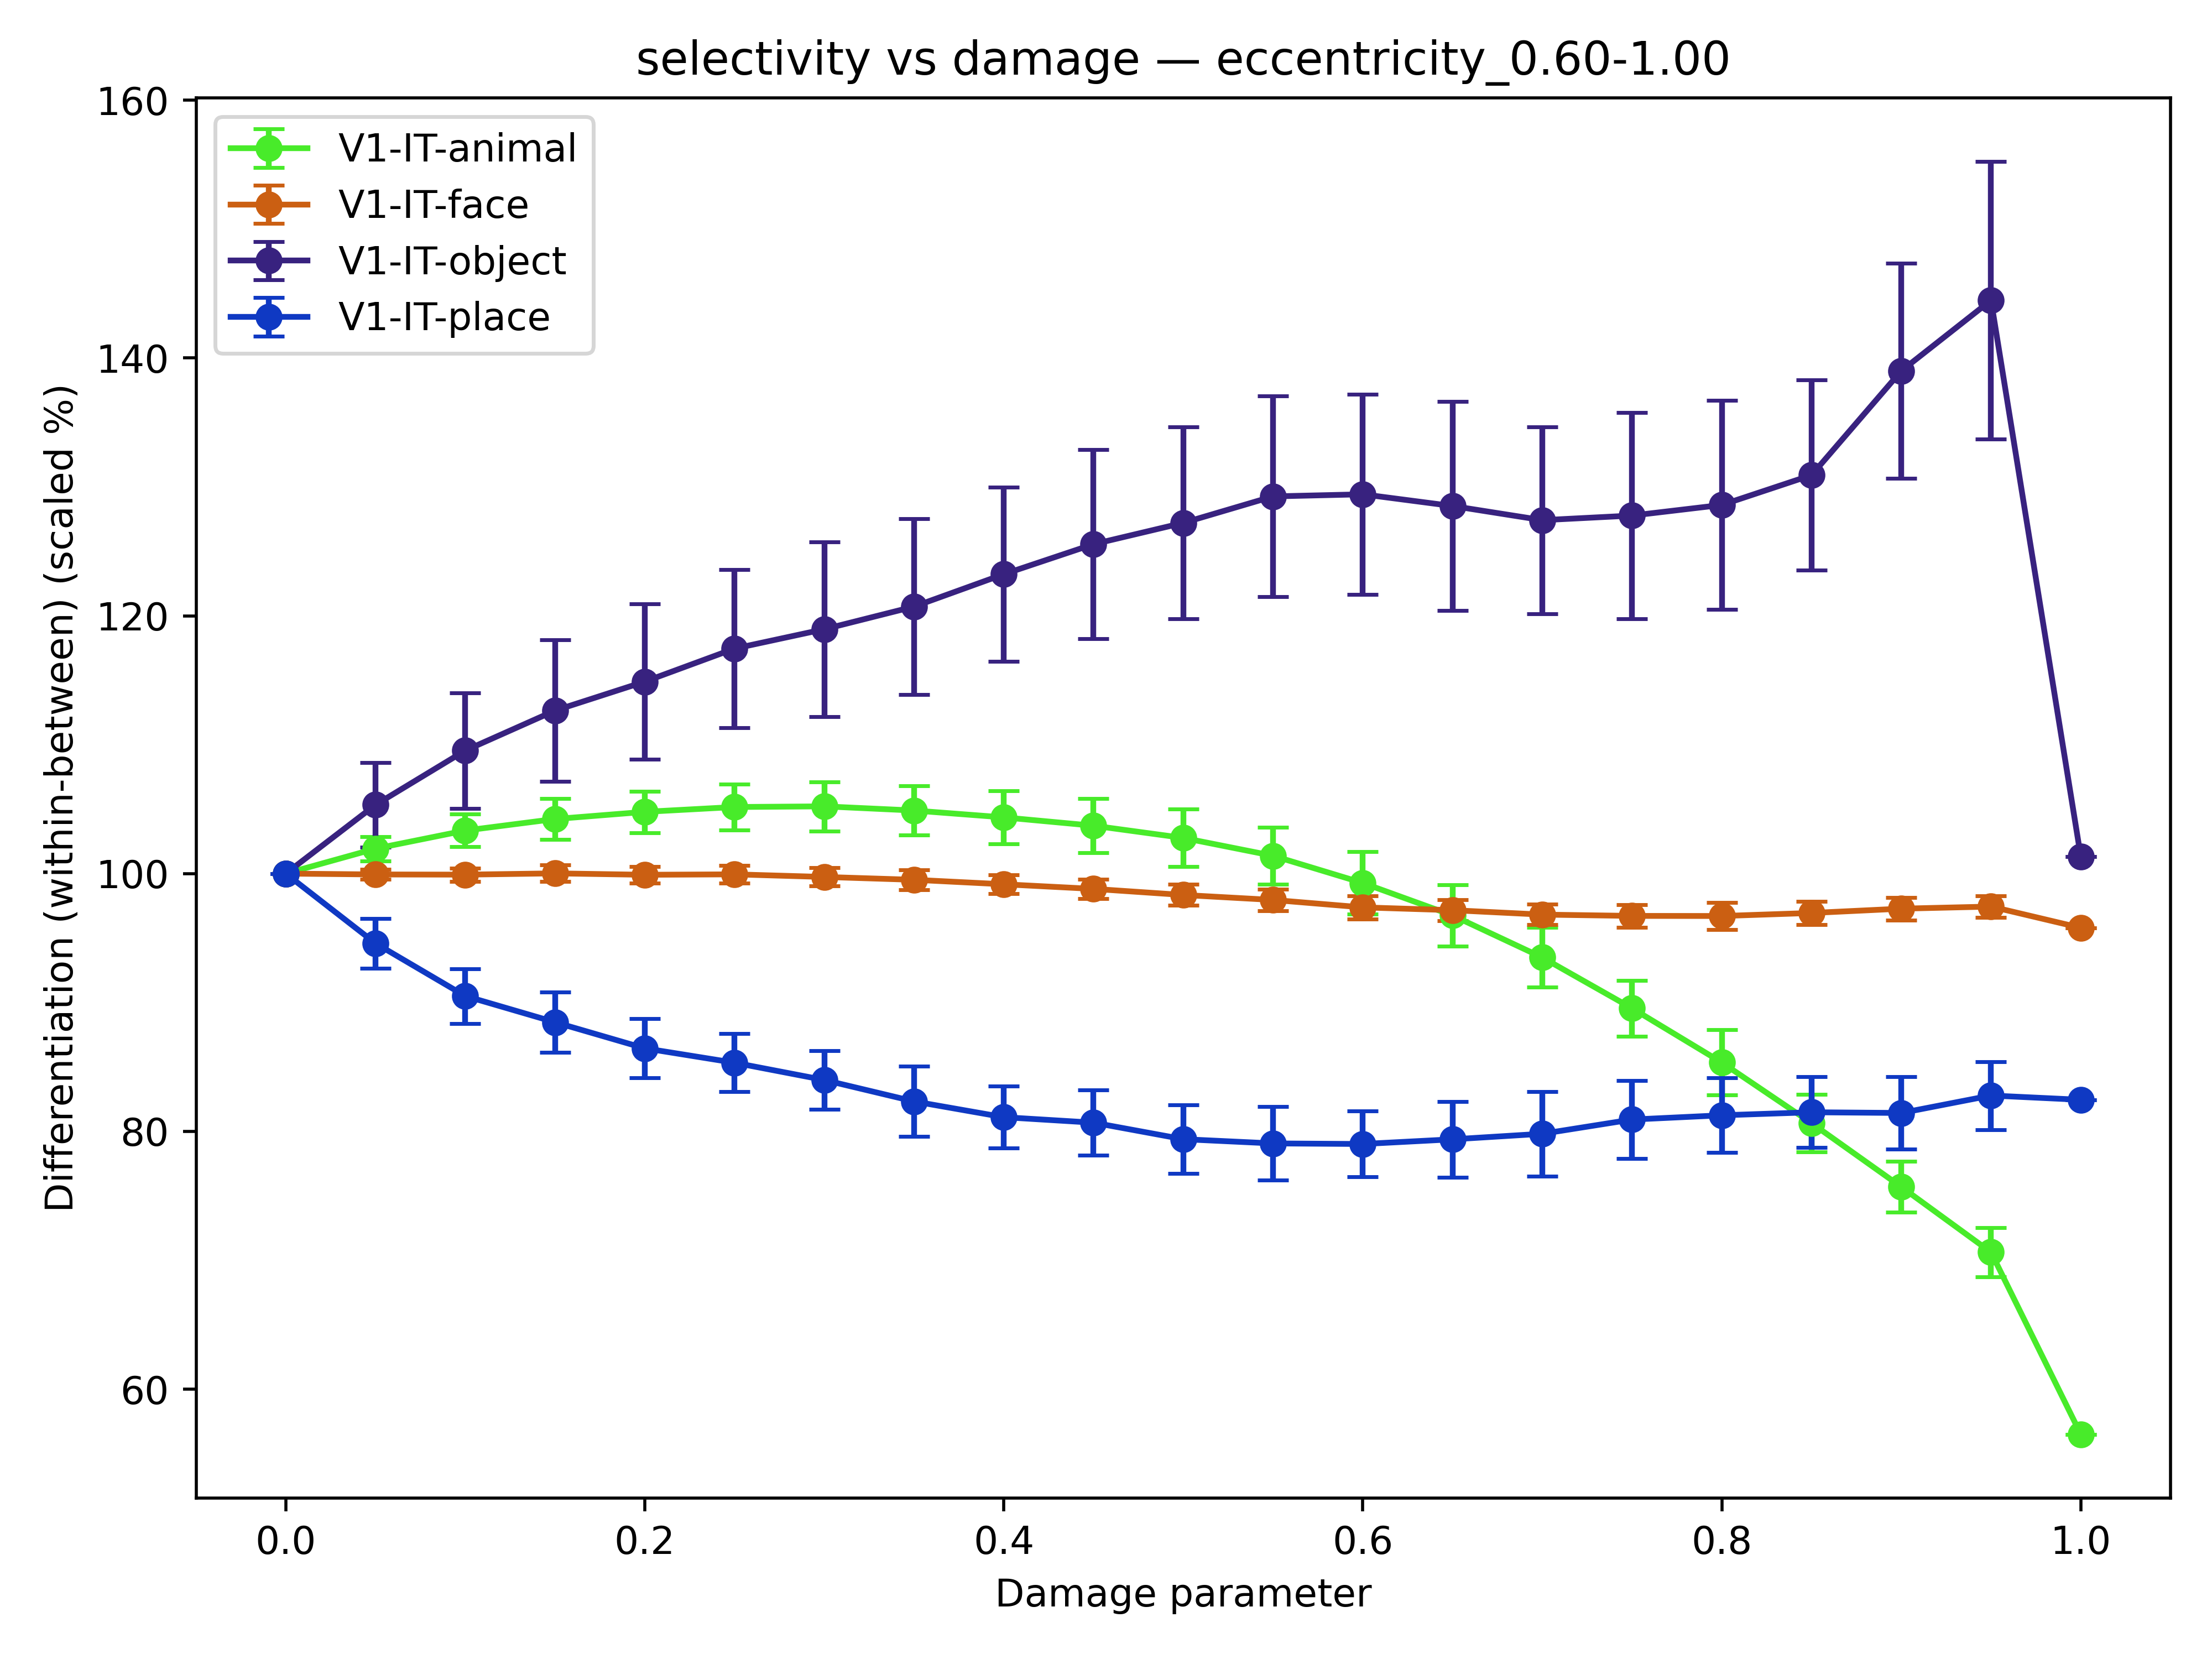 selectivity vs damage — eccentricity_0.60-1.00
160
140
120
100
80
60
Differentiation (within-between) (scaled %)
V1-IT-animal
V1-IT-face
V1-IT-object
V1-IT-place
0.0 0.2 0.4 0.6 0.8 1.0
Damage parameter